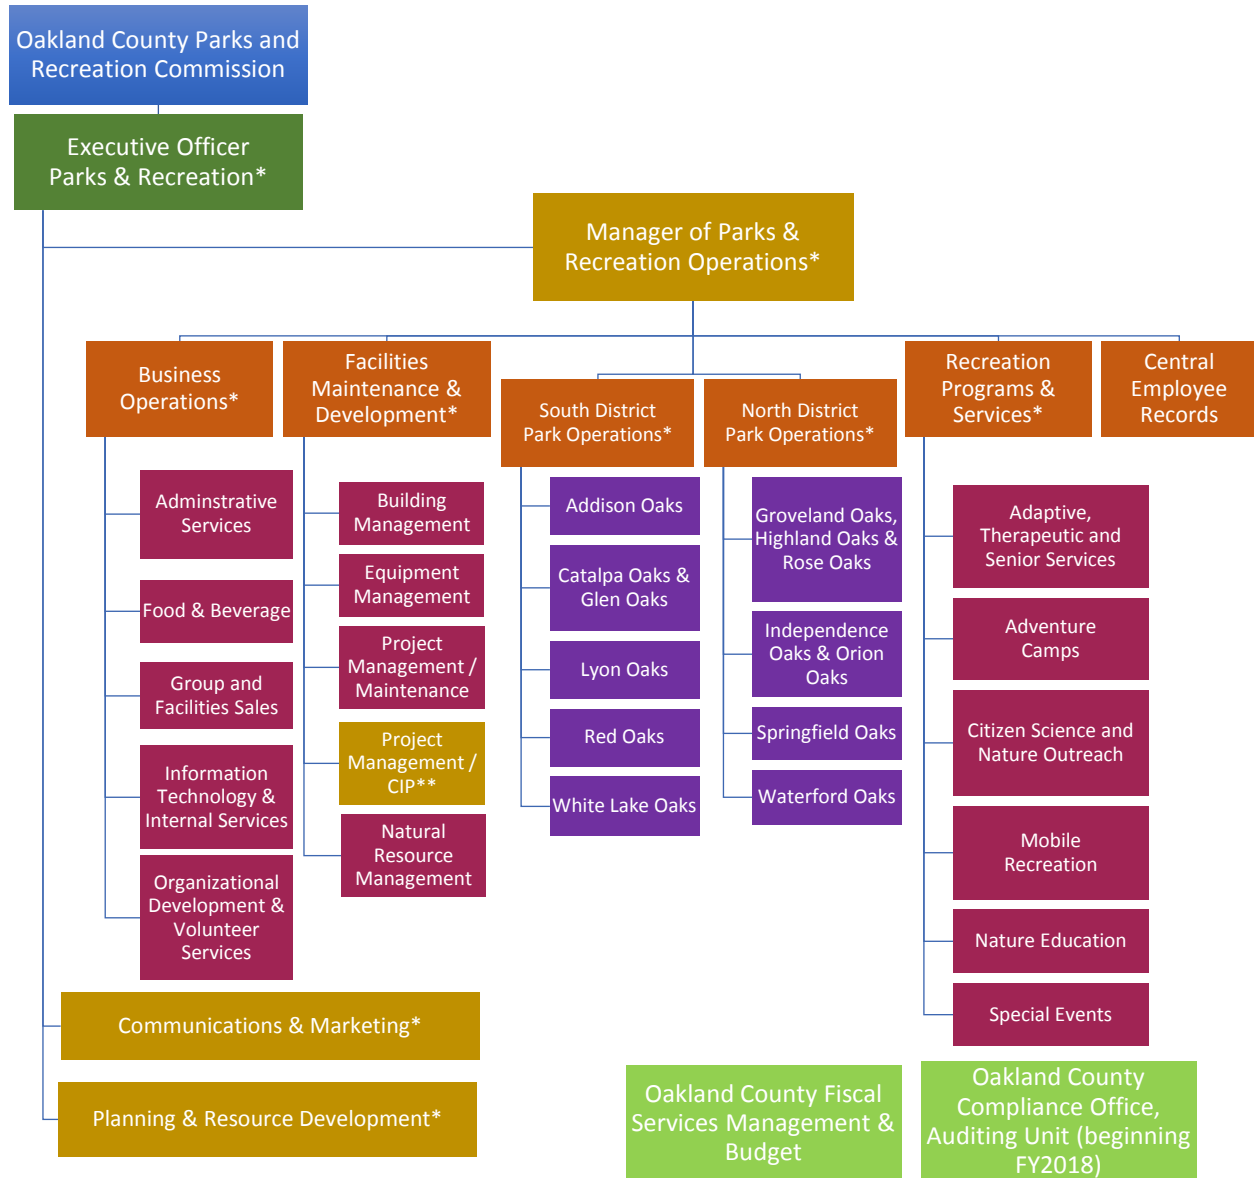 Oakland County Parks and
Recreation Commission
Executive Officer
Parks & Recreation*
Manager of Parks &
Recreation Operations*
Business
Operations*
Facilities
Maintenance &
Development*
South District
Park Operations*
North District
Park Operations*
Recreation
Programs &
Services*
Central
Employee
Records
Adminstrative
Services
Food & Beverage
Group and
Facilities Sales
Information
Technology &
Internal Services
Organizational
Development &
Volunteer
Services
Building
Management
Equipment
Management
Project
Management /
Maintenance
Project
Management /
CIP**
Natural
Resource
Management
Addison Oaks
Catalpa Oaks &
Glen Oaks
Lyon Oaks
Red Oaks
White Lake Oaks
Groveland Oaks,
Highland Oaks &
Rose Oaks
Independence
Oaks & Orion
Oaks
Springfield Oaks
Waterford Oaks
Adaptive,
Therapeutic and
Senior Services
Adventure
Camps
Citizen Science and
Nature Outreach
Mobile
Recreation
Nature Education
Special Events
Communications & Marketing*
Planning & Resource Development*
Oakland County Fiscal
Services Management &
Budget
Oakland County
Compliance Office,
Auditing Unit (beginning
FY2018)